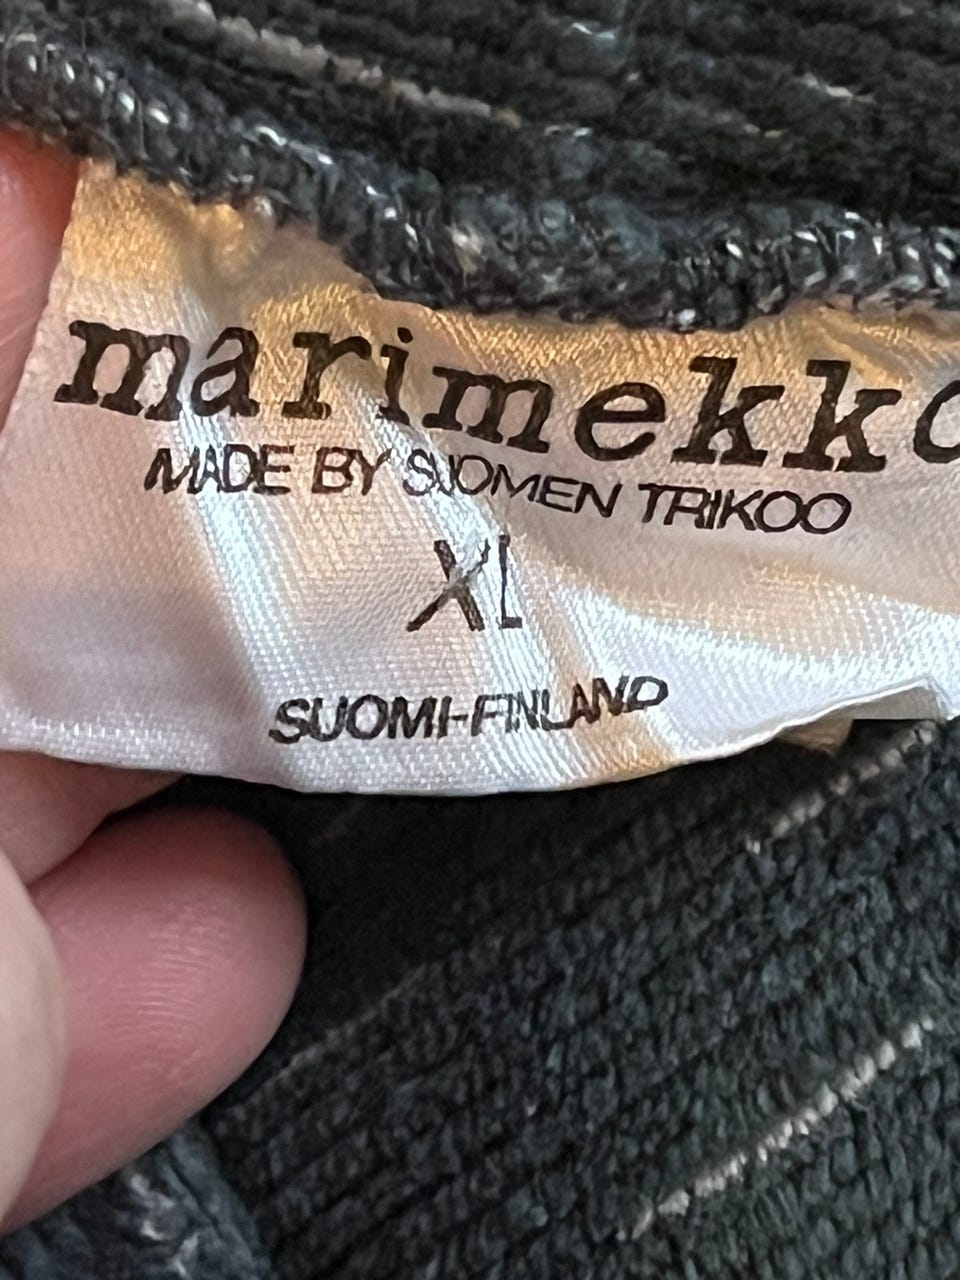 marimekko
MADE BY SUOMEN TRIKOO
XL
SUOMI-FINLAND